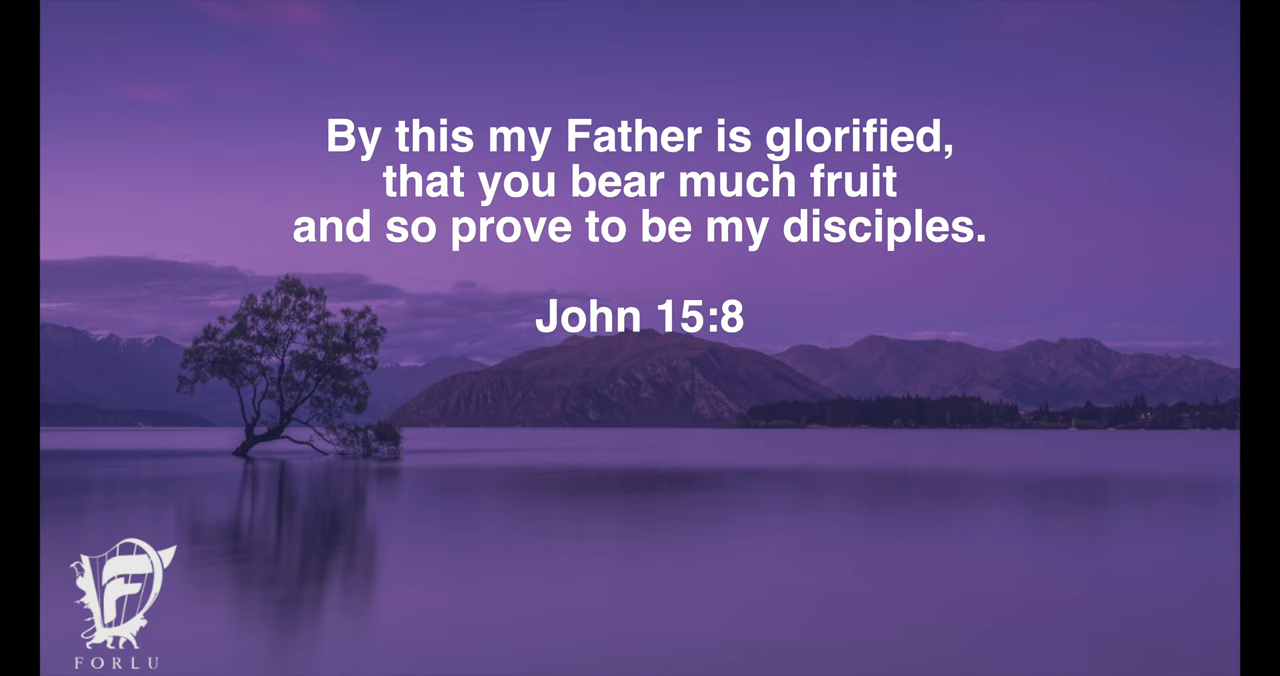 By this my Father is glorified,
that you bear much fruit
and so prove to be my disciples.
John 15:8
FORLU